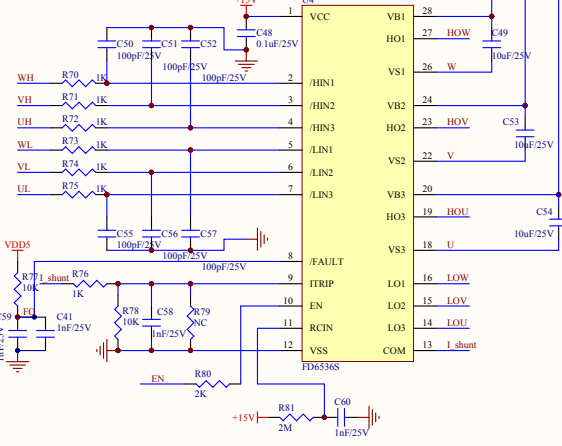 +15V
U4
C48
0.1uF/25V
C50
C51
C52
100pF/25V
100pF/25V
100pF/25V
1
VCC
VB1
28
HO1
27
HOW
C49
10uF/25V
VS1
26
W
WH
R70
1K
2
/HIN1
VH
R71
1K
3
/HIN2
VB2
24
UH
R72
1K
4
/HIN3
HO2
23
HOV
C53
10uF/25V
WL
R73
1K
5
/LIN1
VL
R74
1K
6
/LIN2
VS2
22
V
UL
R75
1K
7
/LIN3
VB3
20
HO3
19
HOU
C54
10uF/25V
C55
C56
C57
100pF/25V
100pF/25V
100pF/25V
VS3
18
U
VDD5
8
/FAULT
R77
10K
I_shunt
R76
1K
9
ITRIP
LO1
16
LOW
10
EN
LO2
15
LOV
FO
C59
1nF/25V
C41
1nF/25V
R78
10K
C58
1nF/25V
R79
NC
11
RCIN
LO3
14
LOU
12
VSS
COM
13
I_shunt
FD6536S
EN
R80
2K
+15V
R81
2M
C60
1nF/25V